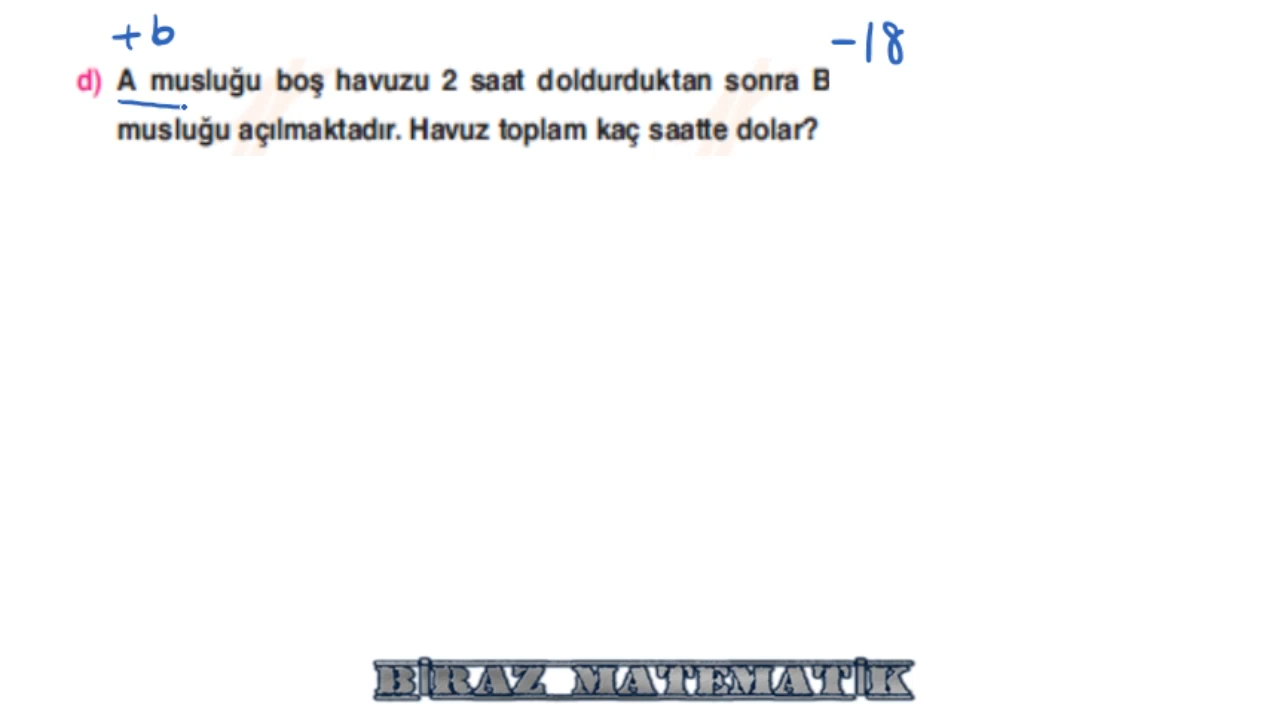 +6 -18
d) A musluğu boş havuzu 2 saat doldurduktan sonra B
musluğu açılmaktadır. Havuz toplam kaç saatte dolar?
BİRAZ MATEMATİK